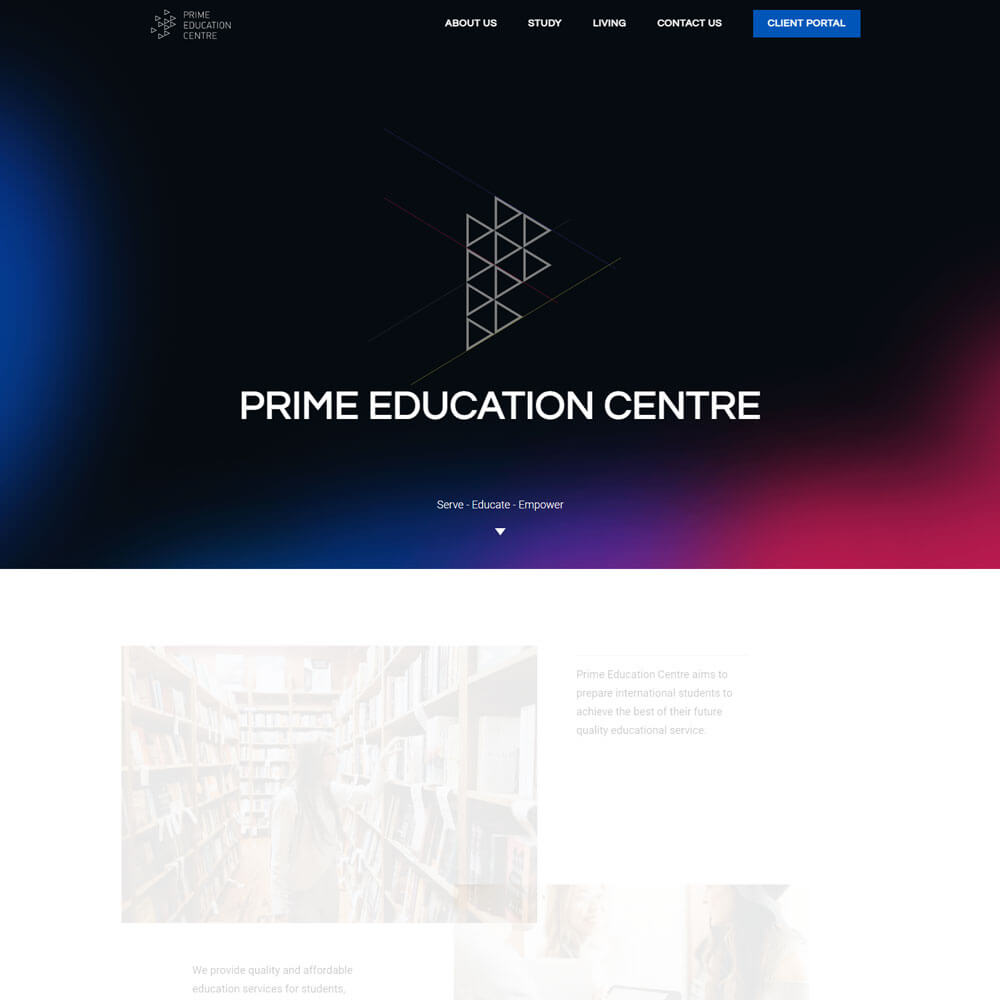 PRIME
EDUCATION
CENTRE
ABOUT US
STUDY
LIVING
CONTACT US
CLIENT PORTAL
PRIME EDUCATION CENTRE
Serve - Educate - Empower
Prime Education Centre aims to
prepare international students to
achieve the best of their future
quality educational service.
We provide quality and affordable
education services for students,